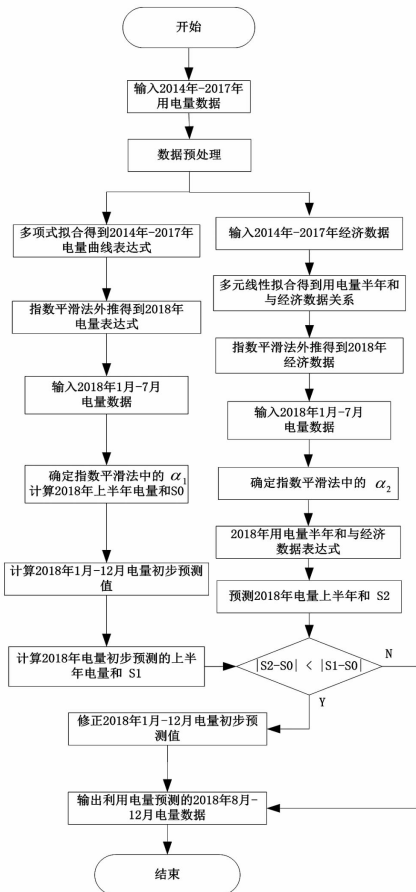 开始
输入2014年-2017年
用电量数据
数据预处理
多项式拟合得到2014年-2017年
电量曲线表达式
指数平滑法外推得到2018年
电量表达式
输入2018年1月-7月
电量数据
确定指数平滑法中的 α₁
计算2018年上半年电量和S0
计算2018年1月-12月电量初步预测
值
计算2018年电量初步预测的上半
年电量和 S1
输入2014年-2017年经济数据
多元线性拟合得到用电量半年和
与经济数据关系
指数平滑法外推得到2018年
经济数据
输入2018年1月-7月
电量数据
确定指数平滑法中的 α₂
2018年用电量半年和与经济
数据表达式
预测2018年电量上半年和 S2
|S2-S0| < |S1-S0|
N
Y
修正2018年1月-12月电量初步预
测值
输出利用电量预测的2018年8月-
12月电量数据
结束